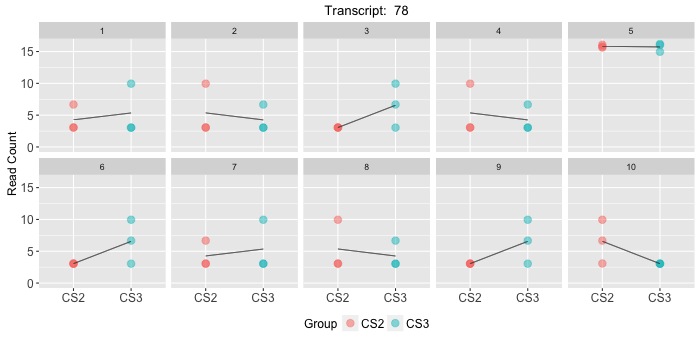 Transcript: 78
1 2 3 4 5
15
10
5
0
Read Count
6 7 8 9 10
15
10
5
0
CS2 CS3 CS2 CS3 CS2 CS3 CS2 CS3 CS2 CS3
Group CS2 CS3